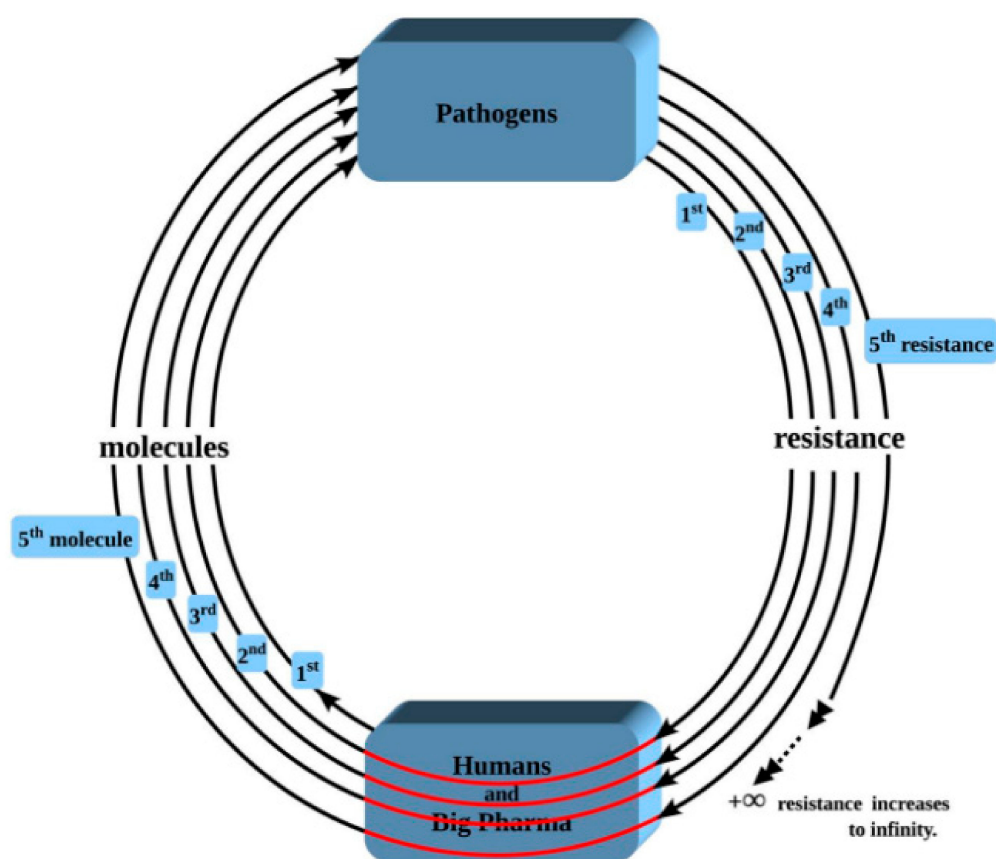 Pathogens
1st
2nd
3rd
4th
5th resistance
molecules
resistance
5th molecule
4th
3rd
2nd
1st
Humans
and
Big Pharma
+∞ resistance increases
to infinity.